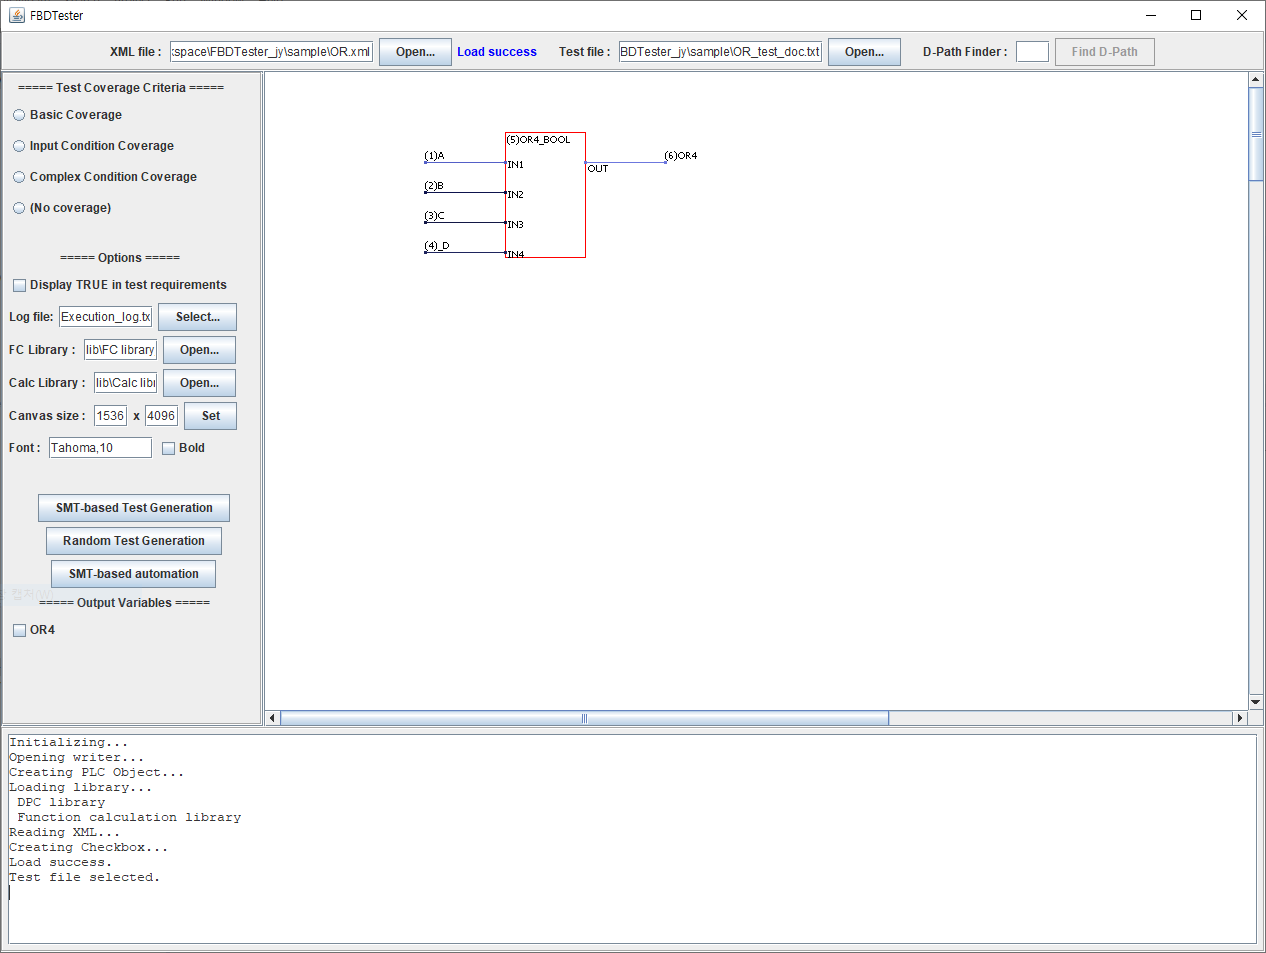 FBDTester
XML file : :space\FBDTester_jy\sample\OR.xml Open... Load success Test file : BDTester_jy\sample\OR_test_doc.txt Open... D-Path Finder : Find D-Path
===== Test Coverage Criteria =====
Basic Coverage
Input Condition Coverage
Complex Condition Coverage
(No coverage)
===== Options =====
Display TRUE in test requirements
Log file: Execution_log.tx Select...
FC Library : lib\FC library Open...
Calc Library : lib\Calc libr Open...
Canvas size : 1536 x 4096 Set
Font : Tahoma,10 Bold
SMT-based Test Generation
Random Test Generation
SMT-based automation
===== Output Variables =====
OR4
(5)OR4_BOOL
(1)A IN1 OUT (6)OR4
(2)B IN2
(3)C IN3
(4)_D IN4
Initializing...
Opening writer...
Creating PLC Object...
Loading library...
DPC library
Function calculation library
Reading XML...
Creating Checkbox...
Load success.
Test file selected.